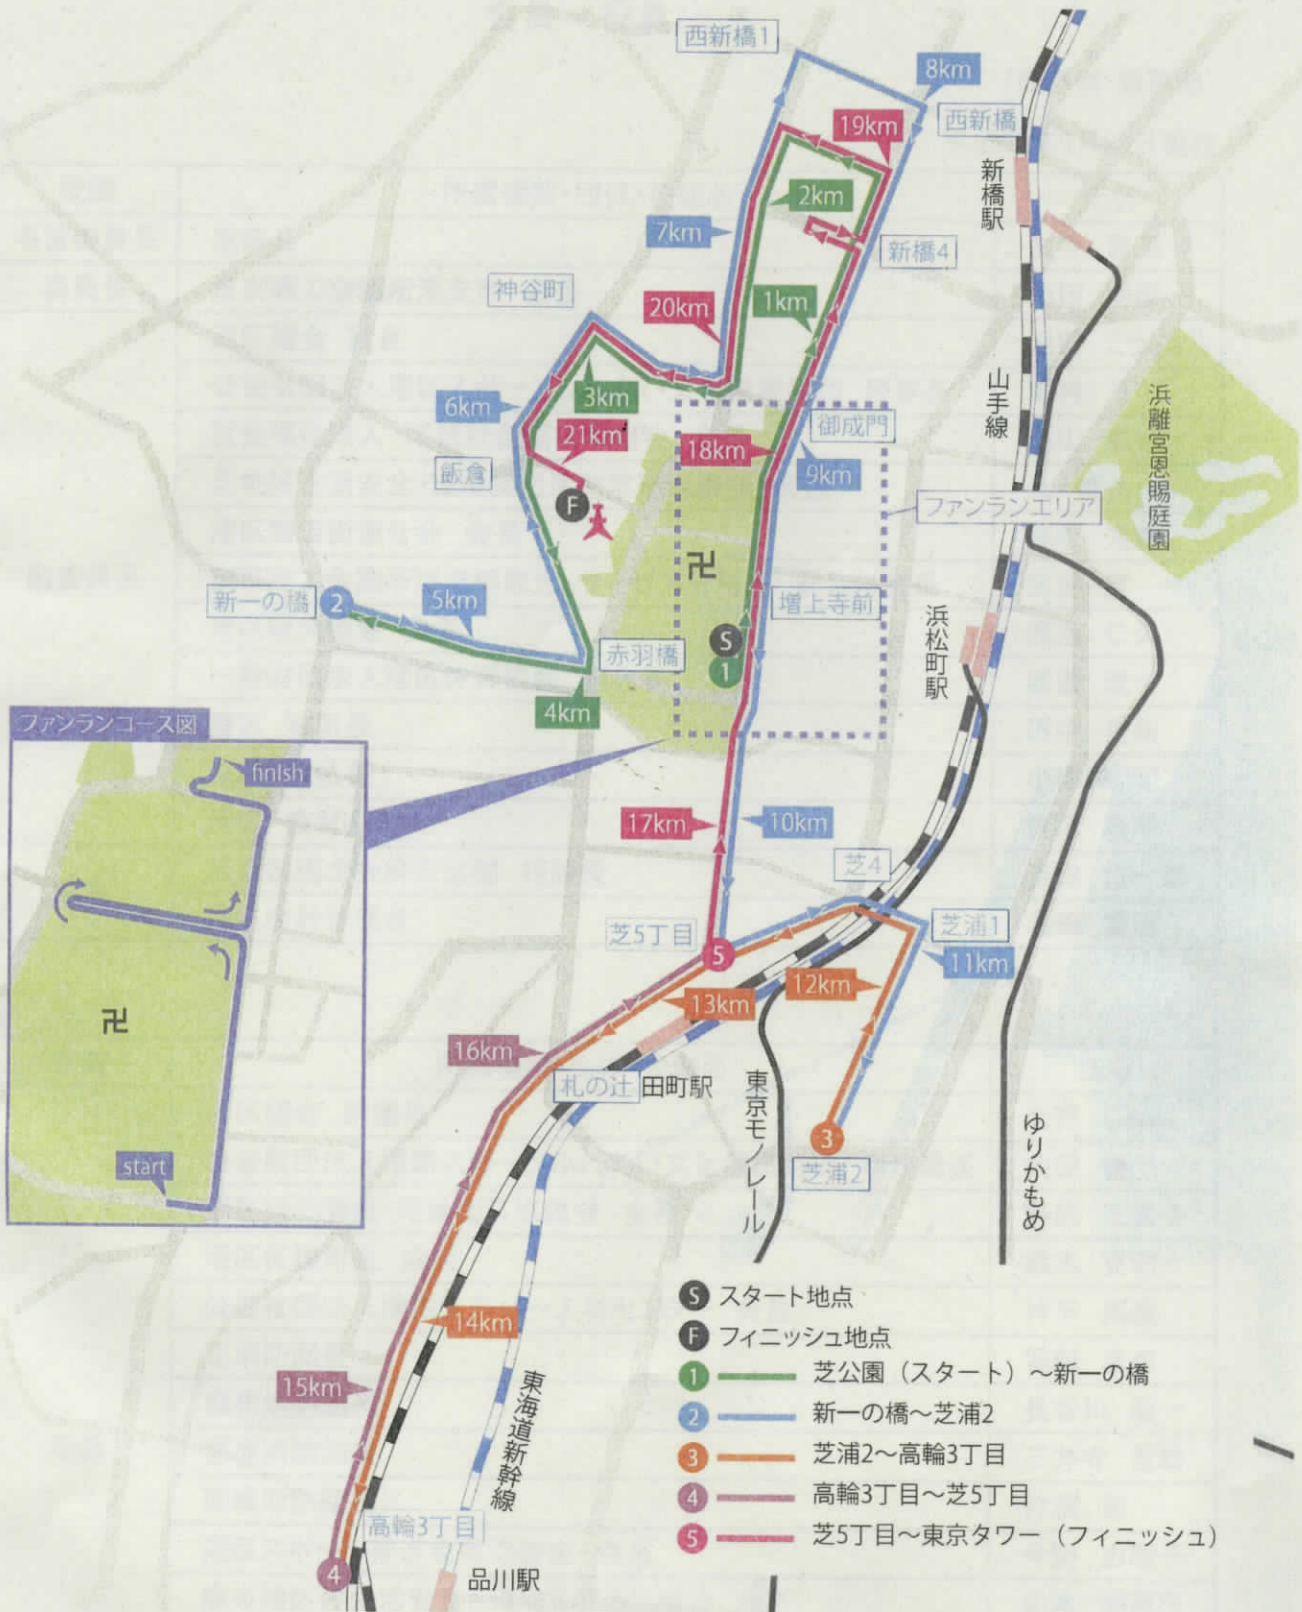 西新橋1
8km
西新橋
19km
新橋駅
2km
7km
新橋4
神谷町
1km
20km
山手線
浜離宮恩賜庭園
3km
6km
御成門
21km
18km
飯倉
9km
F
ファンランエリア
卍
新一の橋
2
5km
増上寺前
浜松町駅
赤羽橋
S
1
4km
ファンランコース図
finish
17km
10km
芝4
芝5丁目
5
芝浦1
11km
12km
13km
卍
16km
札の辻
田町駅
東京モノレール
3
芝浦2
ゆりかもめ
start
S スタート地点
F フィニッシュ地点
14km
1 芝公園（スタート）～新一の橋
15km
東海道新幹線
2 新一の橋～芝浦2
3 芝浦2～高輪3丁目
4 高輪3丁目～芝5丁目
高輪3丁目
5 芝5丁目～東京タワー（フィニッシュ）
4
品川駅